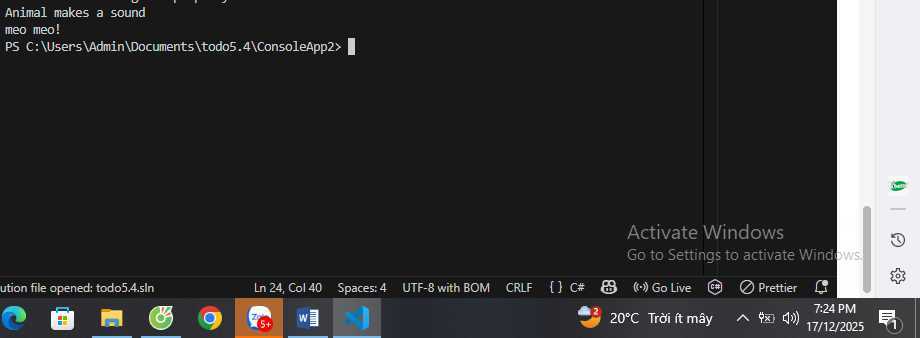 Animal makes a sound
meo meo!
PS C:\Users\Admin\Documents\todo5.4\ConsoleApp2>
Activate Windows
Go to Settings to activate Windows.
ution file opened: todo5.4.sln Ln 24, Col 40 Spaces: 4 UTF-8 with BOM CRLF { } C# Go Live C# Prettier
Zalo 5+ W 2 20°C Trời ít mây 7:24 PM
17/12/2025 1